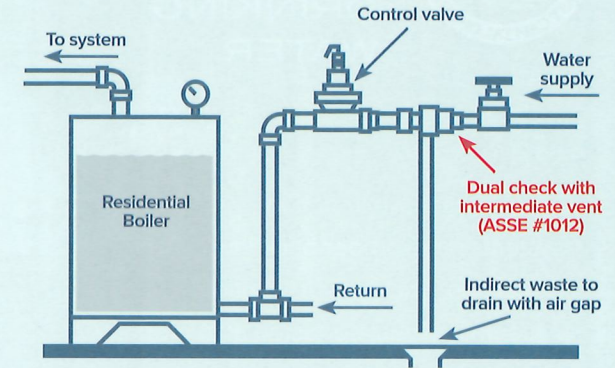 Control valve
To system
Water
supply
Residential
Boiler
Dual check with
intermediate vent
(ASSE #1012)
Return
Indirect waste to
drain with air gap